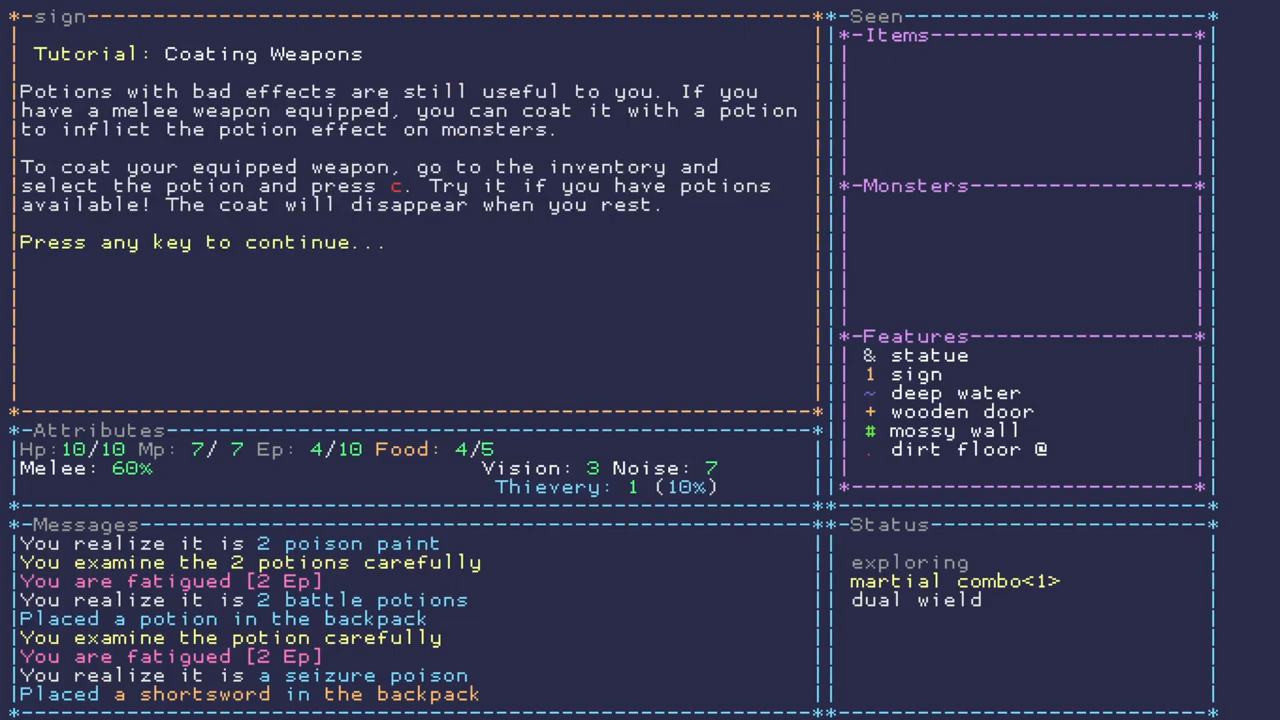 sign
Tutorial: Coating Weapons
Potions with bad effects are still useful to you. If you
have a melee weapon equipped, you can coat it with a potion
to inflict the potion effect on monsters.
To coat your equipped weapon, go to the inventory and
select the potion and press c. Try it if you have potions
available! The coat will disappear when you rest.
Press any key to continue...
Attributes
Hp:10/10 Mp: 7/ 7 Ep: 4/10 Food: 4/5
Melee: 60% Vision: 3 Noise: 7
Thievery: 1 (10%)
Messages
You realize it is 2 poison paint
You examine the 2 potions carefully
You are fatigued [2 Ep]
You realize it is 2 battle potions
Placed a potion in the backpack
You examine the potion carefully
You are fatigued [2 Ep]
You realize it is a seizure poison
Placed a shortsword in the backpack
Seen
Items
Monsters
Features
& statue
1 sign
~ deep water
+ wooden door
# mossy wall
. dirt floor @
Status
exploring
martial combo<1>
dual wield